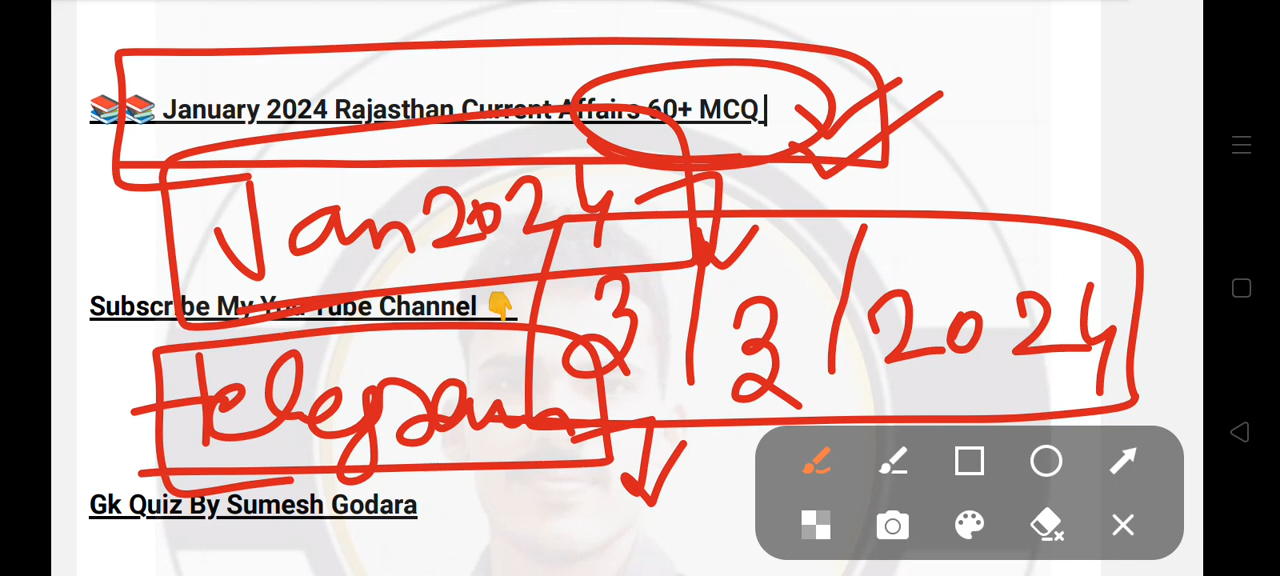 📚📚 January 2024 Rajasthan Current Affairs 60+ MCQ
Jan 2024
Subscribe My YouTube Channel 👇
3/3/2024
telegram
Gk Quiz By Sumesh Godara